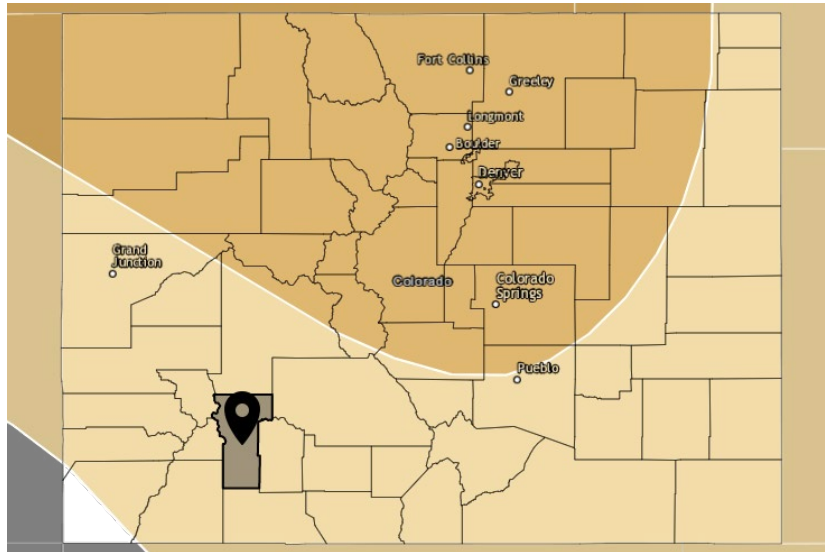 Fort Collins
Greeley
Longmont
Boulder
Denver
Grand
Junction
Colorado
Colorado
Springs
Pueblo